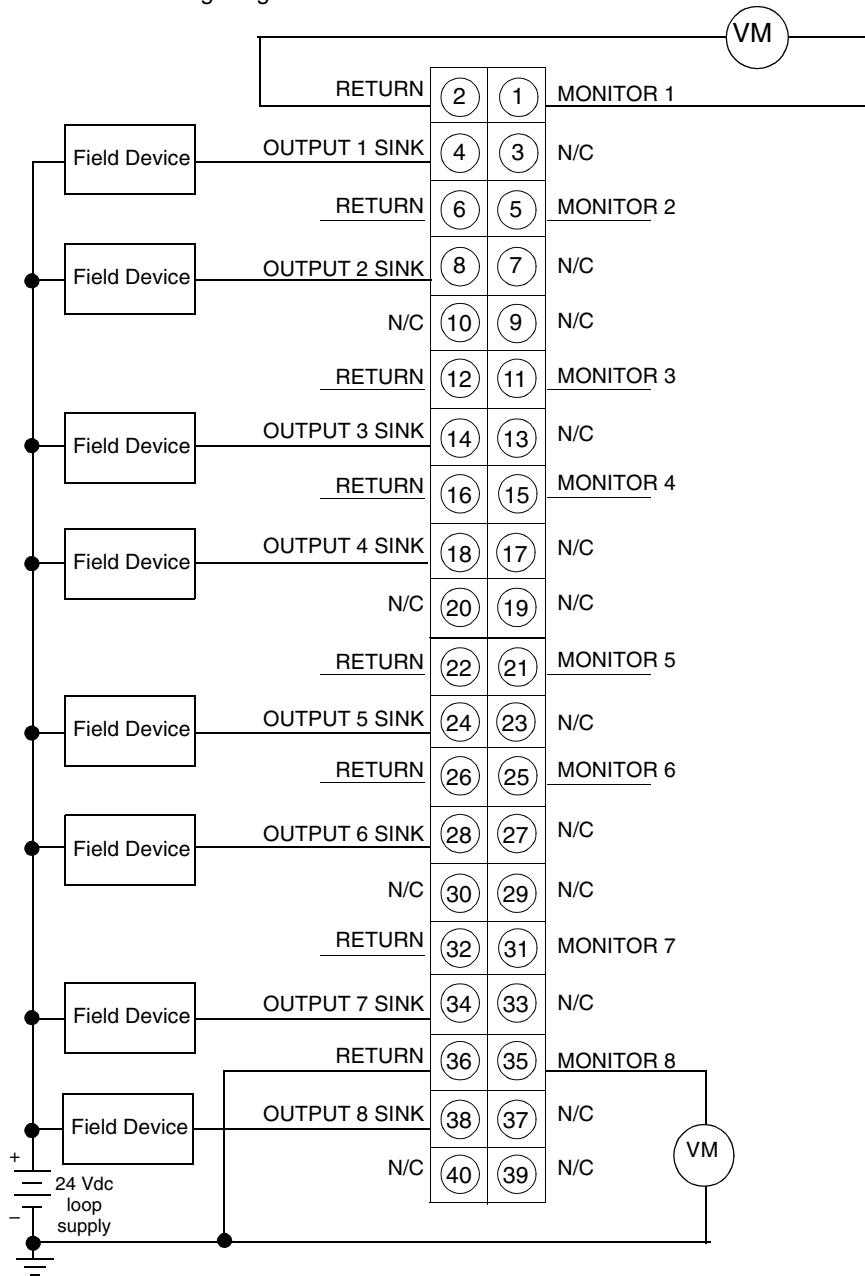 VM
RETURN 2 1 MONITOR 1
Field Device OUTPUT 1 SINK 4 3 N/C
RETURN 6 5 MONITOR 2
Field Device OUTPUT 2 SINK 8 7 N/C
N/C 10 9 N/C
RETURN 12 11 MONITOR 3
Field Device OUTPUT 3 SINK 14 13 N/C
RETURN 16 15 MONITOR 4
Field Device OUTPUT 4 SINK 18 17 N/C
N/C 20 19 N/C
RETURN 22 21 MONITOR 5
Field Device OUTPUT 5 SINK 24 23 N/C
RETURN 26 25 MONITOR 6
Field Device OUTPUT 6 SINK 28 27 N/C
N/C 30 29 N/C
RETURN 32 31 MONITOR 7
Field Device OUTPUT 7 SINK 34 33 N/C
RETURN 36 35 MONITOR 8
Field Device OUTPUT 8 SINK 38 37 N/C
VM
+ N/C 40 39 N/C
24 Vdc
loop
supply
–